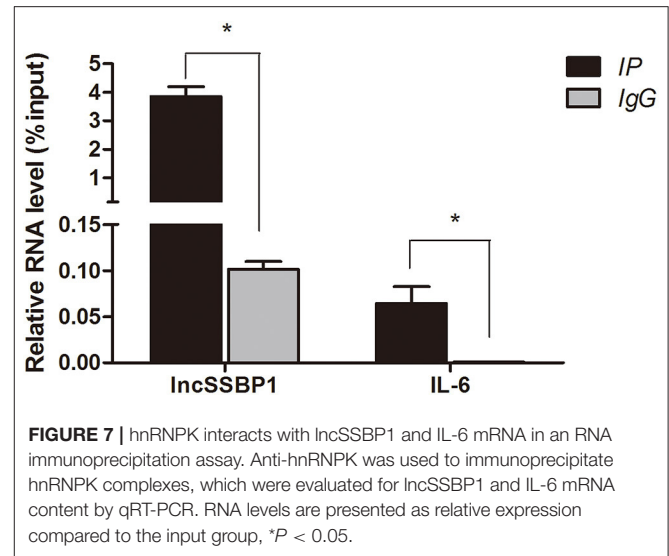 *
IP
IgG
Relative RNA level (% input)
5
4
3
2
1
0.15
0.10
0.05
0.00
*
lncSSBP1
IL-6
FIGURE 7 | hnRNPK interacts with lncSSBP1 and IL-6 mRNA in an RNA
immunoprecipitation assay. Anti-hnRNPK was used to immunoprecipitate
hnRNPK complexes, which were evaluated for lncSSBP1 and IL-6 mRNA
content by qRT-PCR. RNA levels are presented as relative expression
compared to the input group, *P < 0.05.